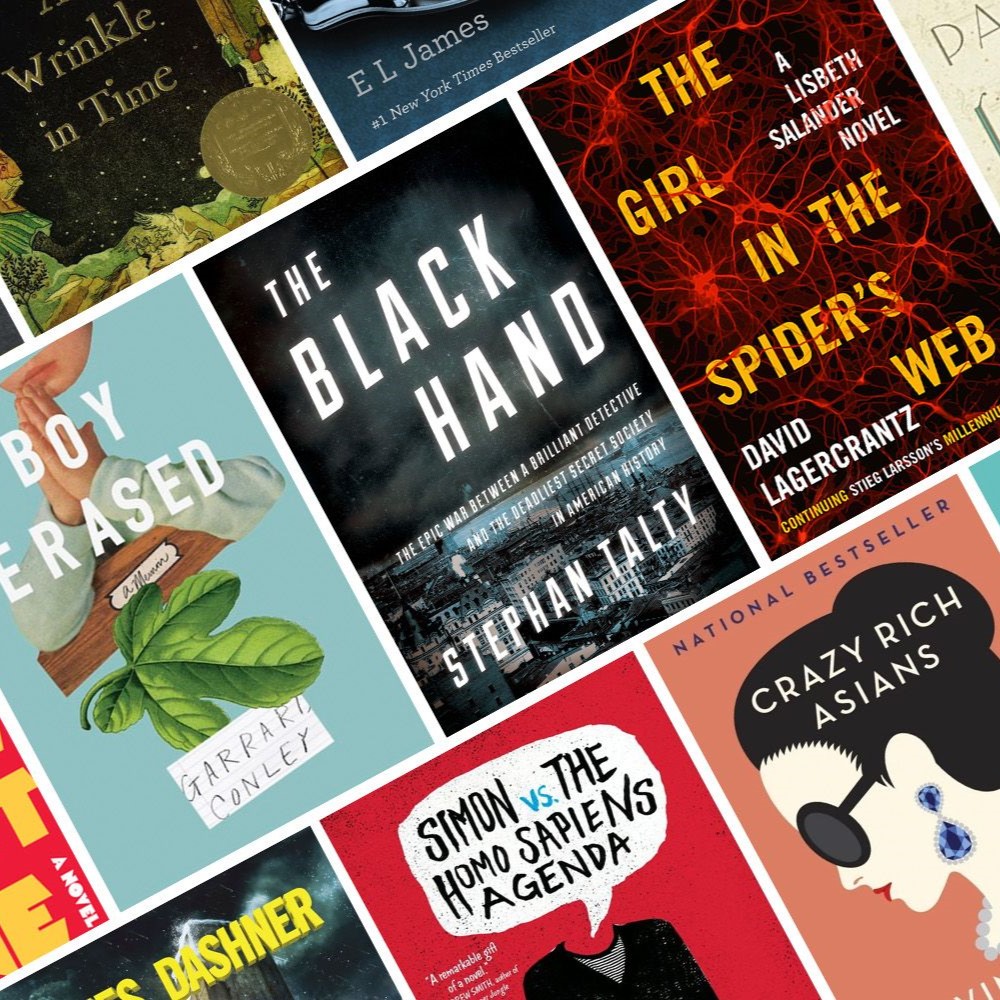 Wrinkle
in Time
E L James
#1 New York Times Bestseller
THE
BLACK
HAND
THE EPIC WAR BETWEEN A BRILLIANT DETECTIVE
AND THE DEADLIEST SECRET SOCIETY
IN AMERICAN HISTORY
STEPHAN TALTY
THE
GIRL
IN THE
SPIDER'S
WEB
A
LISBETH
SALANDER
NOVEL
DAVID
LAGERCRANTZ
CONTINUING STIEG LARSSON'S
BOY
ERASED
a Memoir
GARRARD
CONLEY
A NOVEL
DASHNER
SIMON VS. THE
HOMO SAPIENS
AGENDA
"A remarkable gift
of a novel."
SMITH, author of
NATIONAL BESTSELLER
CRAZY RICH
ASIANS